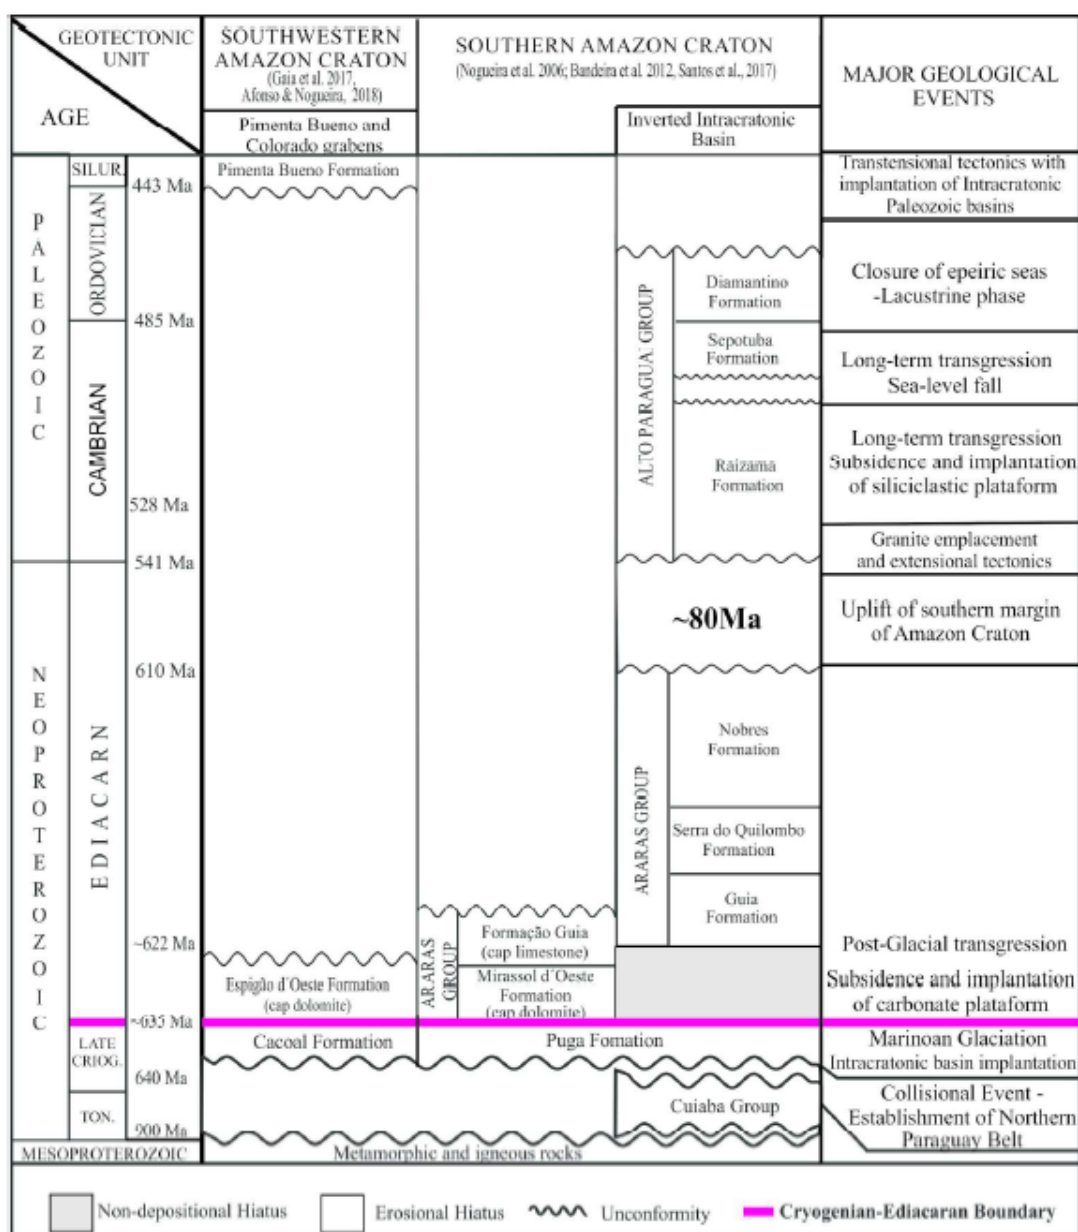 GEOTECTONIC
UNIT
AGE
SOUTHWESTERN
AMAZON CRATON
(Gaia et al. 2017,
Afonso & Nogueira, 2018)
Pimenta Bueno and
Colorado grabens
SOUTHERN AMAZON CRATON
(Nogueira et al. 2006; Bandeira et al. 2012, Santos et al., 2017)
Inverted Intracratonic
Basin
MAJOR GEOLOGICAL
EVENTS
PALEOZOIC
SILUR.
443 Ma
ORDOVICIAN
485 Ma
CAMBRIAN
528 Ma
541 Ma
NEOPROTEROZOIC
EDIACARN
610 Ma
~622 Ma
~635 Ma
LATE
CRIOG.
640 Ma
TON.
900 Ma
MESOPROTEROZOIC
Pimenta Bueno Formation
Espigão d´Oeste Formation
(cap dolomite)
Cacoal Formation
ARARAS
GROUP
Formação Guia
(cap limestone)
Mirassol d´Oeste
Formation
(cap dolomite)
Puga Fomation
ALTO PARAGUAI GROUP
Diamantino
Formation
Sepotuba
Formation
Raizama
Formation
~80Ma
ARARAS GROUP
Nobres
Formation
Serra do Quilombo
Formation
Guia
Formation
Cuiaba Group
Metamorphic and igneous rocks
Transtensional tectonics with
implantation of Intracratonic
Paleozoic basins
Closure of epeiric seas
-Lacustrine phase
Long-term transgression
Sea-level fall
Long-term transgression
Subsidence and implantation
of siliciclastic plataform
Granite emplacement
and extensional tectonics
Uplift of southern margin
of Amazon Craton
Post-Glacial transgression
Subsidence and implantation
of carbonate plataform
Marinoan Glaciation
Intracratonic basin implantation
Collisional Event -
Establishment of Northern
Paraguay Belt
Non-depositional Hiatus
Erosional Hiatus
Unconformity
Cryogenian-Ediacaran Boundary